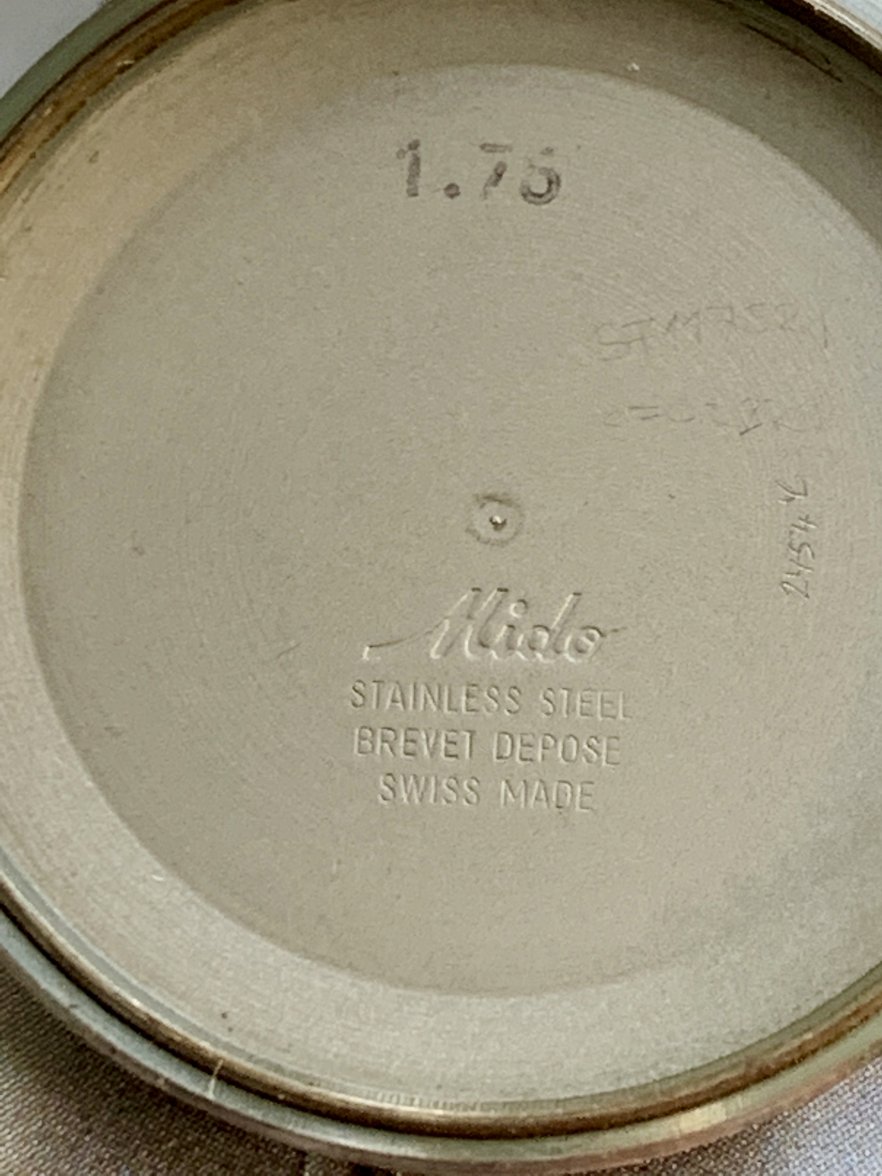 1.75
Mido
STAINLESS STEEL
BREVET DEPOSE
SWISS MADE